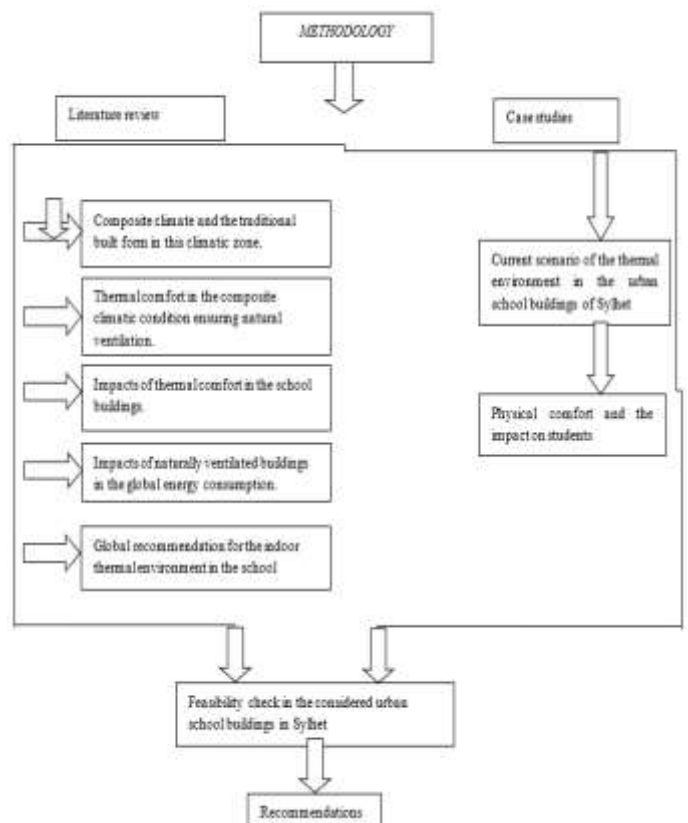 METHODOLOGY
Literature review
Case studies
Composite climate and the traditional
built form in this climatic zone.
Thermal comfort in the composite
climatic condition ensuring natural
ventilation.
Impacts of thermal comfort in the school
buildings.
Impacts of naturally ventilated buildings
in the global energy consumption.
Global recommendation for the indoor
thermal environment in the school
Current scenario of the thermal
environment in the urban
school buildings of Sylhet
Physical comfort and the
impact on students
Feasibility check in the considered urban
school buildings in Sylhet
Recommendations